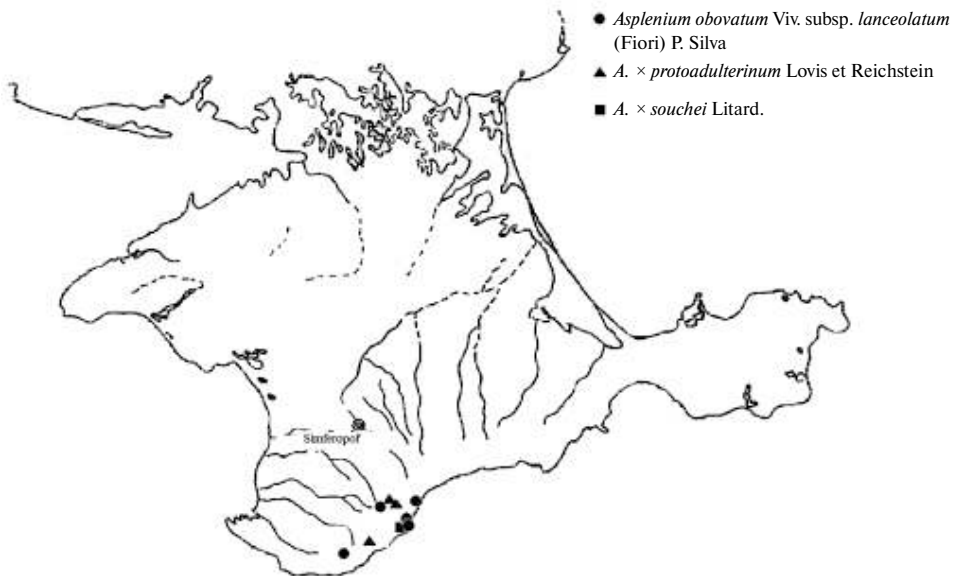 Asplenium obovatum Viv. subsp. lanceolatum
(Fiori) P. Silva
A. × protoadulterinum Lovis et Reichstein
A. × souchei Litard.
Simferopol'